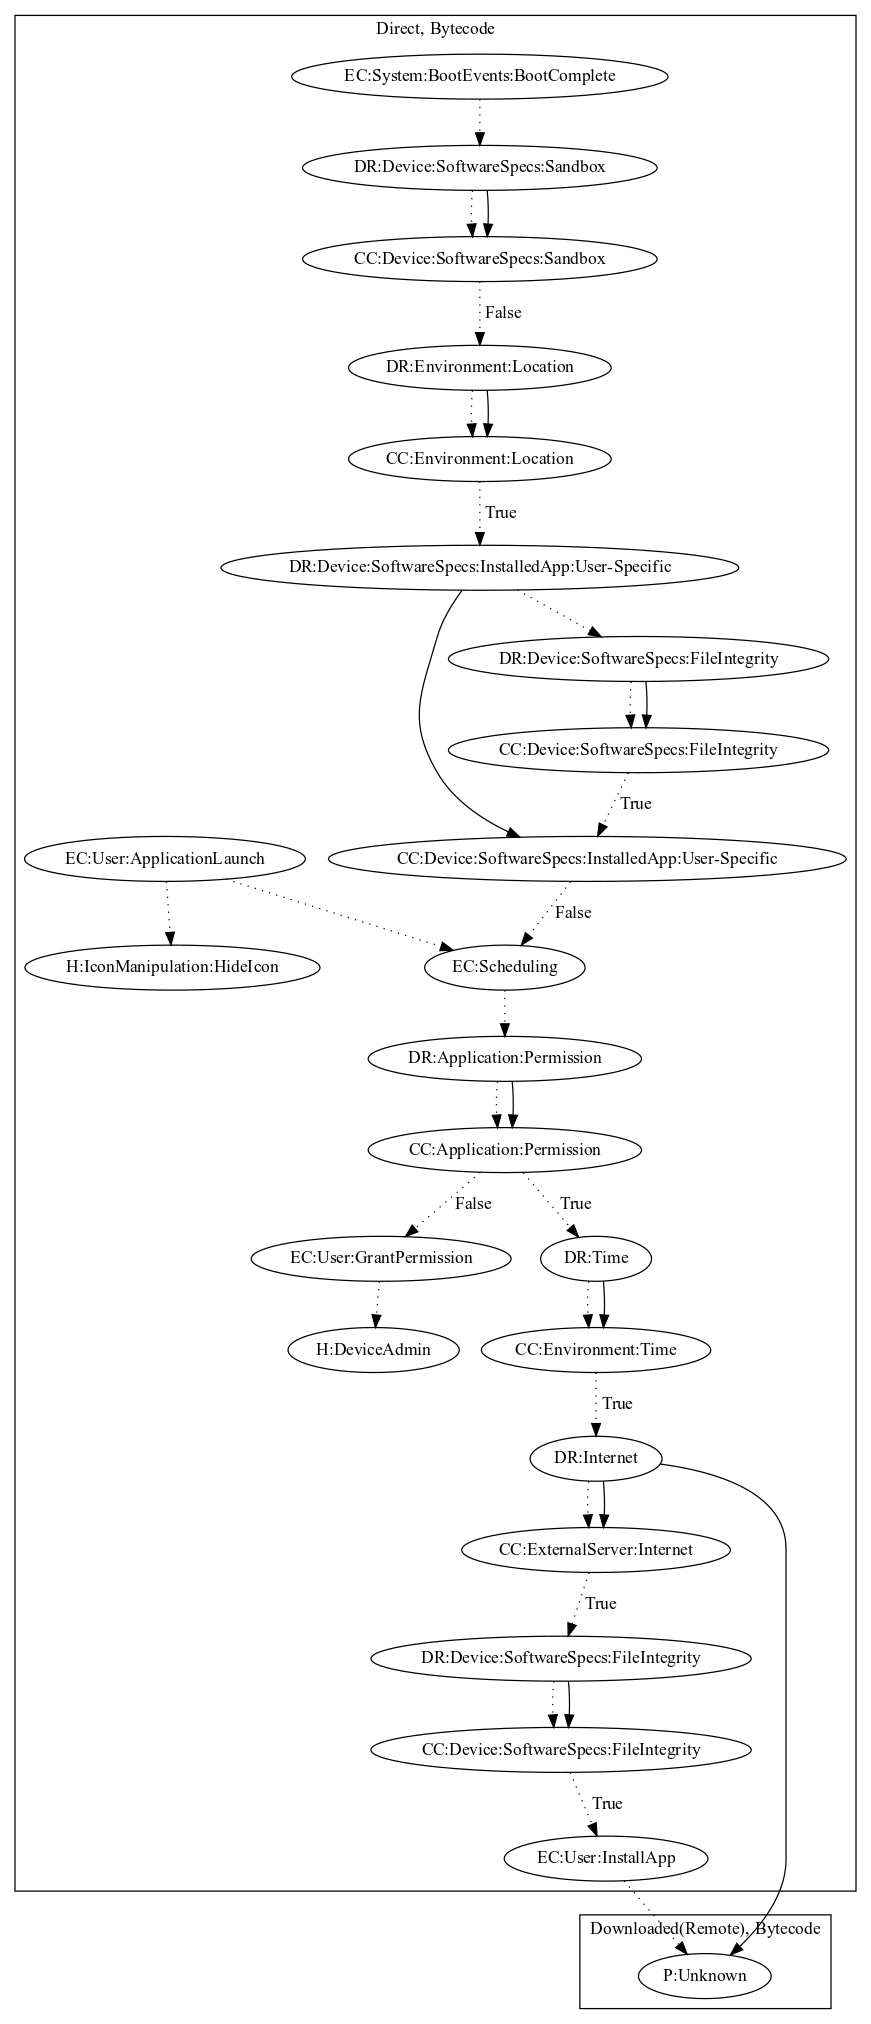 Direct, Bytecode
EC:System:BootEvents:BootComplete
DR:Device:SoftwareSpecs:Sandbox
CC:Device:SoftwareSpecs:Sandbox
False
DR:Environment:Location
CC:Environment:Location
True
DR:Device:SoftwareSpecs:InstalledApp:User-Specific
DR:Device:SoftwareSpecs:FileIntegrity
CC:Device:SoftwareSpecs:FileIntegrity
True
EC:User:ApplicationLaunch
CC:Device:SoftwareSpecs:InstalledApp:User-Specific
False
H:IconManipulation:HideIcon
EC:Scheduling
DR:Application:Permission
CC:Application:Permission
False
True
EC:User:GrantPermission
DR:Time
H:DeviceAdmin
CC:Environment:Time
True
DR:Internet
CC:ExternalServer:Internet
True
DR:Device:SoftwareSpecs:FileIntegrity
CC:Device:SoftwareSpecs:FileIntegrity
True
EC:User:InstallApp
Downloaded(Remote), Bytecode
P:Unknown